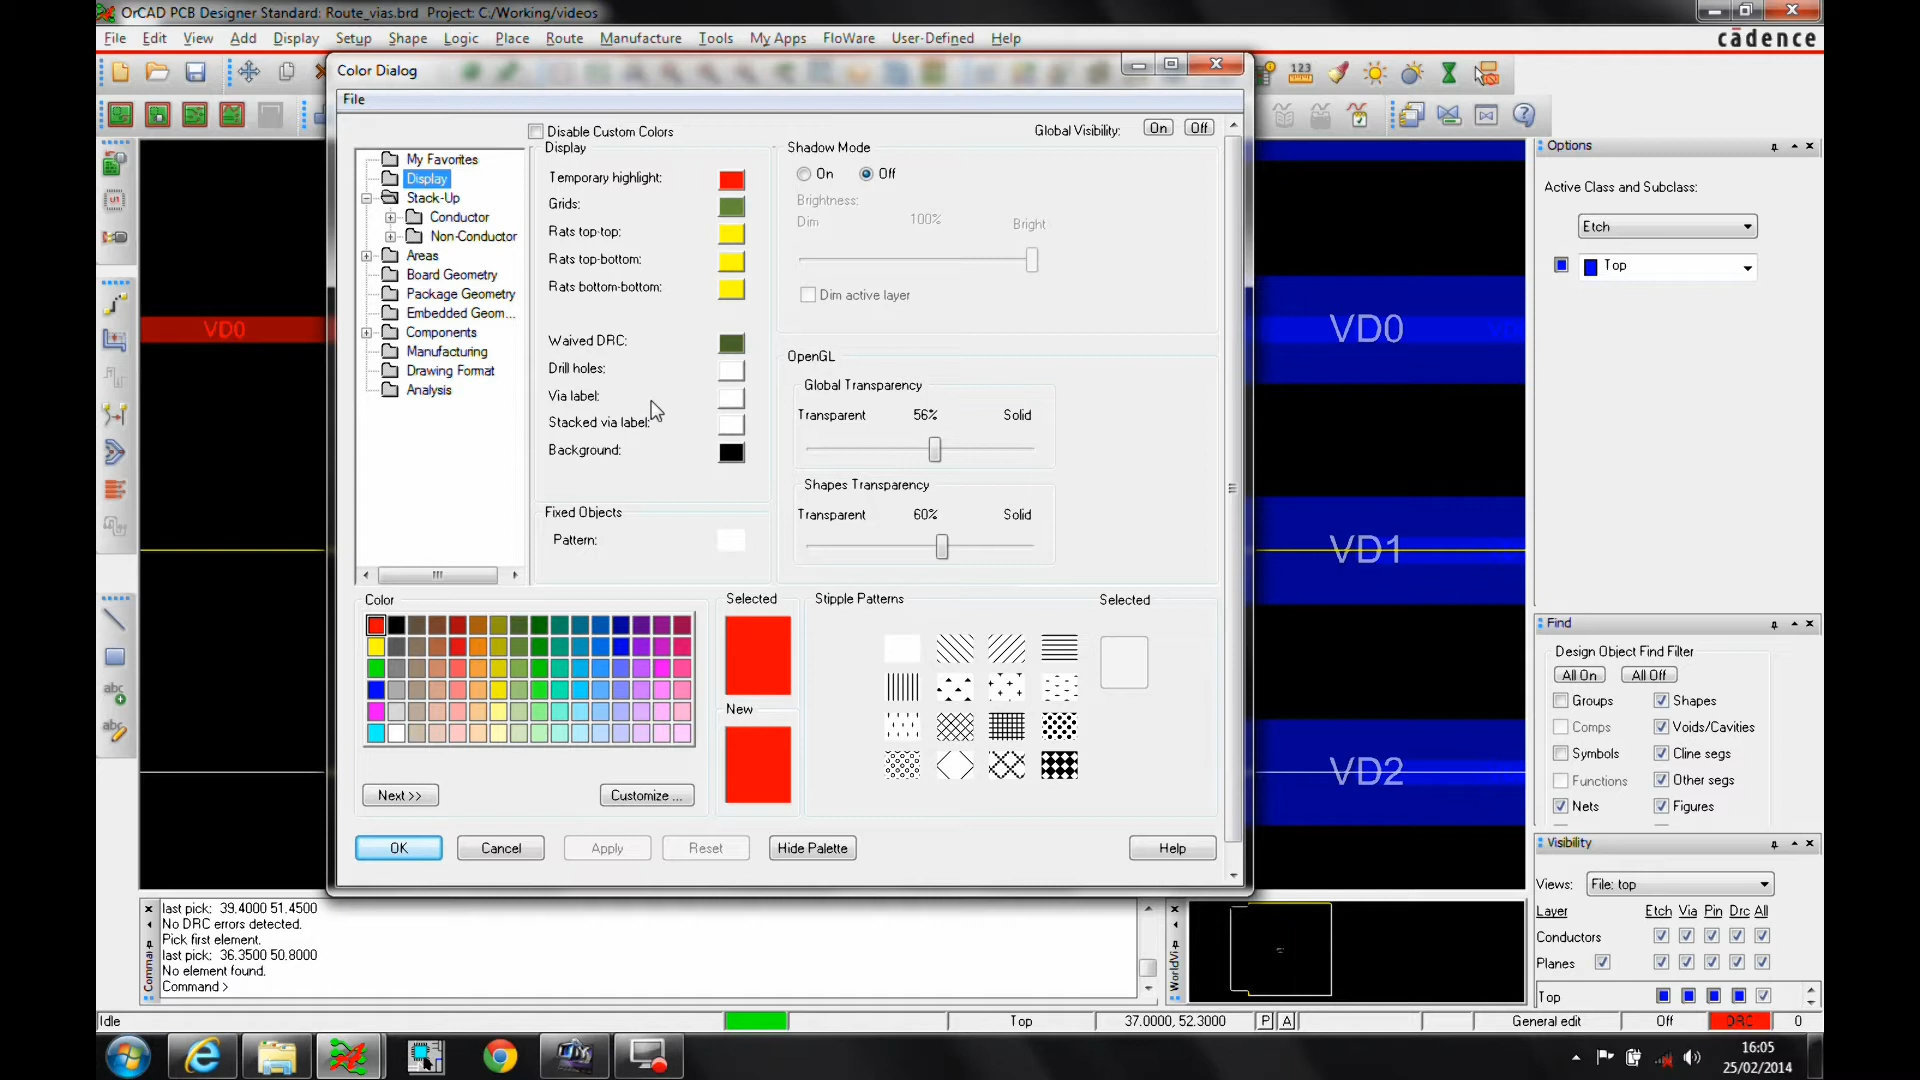 OrCAD PCB Designer Standard: Route_vias.brd Project: C:/Working/videos
File Edit View Add Display Setup Shape Logic Place Route Manufacture Tools My Apps FloWare User-Defined Help
cādence
Color Dialog
File
Disable Custom Colors
Global Visibility: On Off
My Favorites
Display
Stack-Up
Conductor
Non-Conductor
Areas
Board Geometry
Package Geometry
Embedded Geom...
Components
Manufacturing
Drawing Format
Analysis
Display
Temporary highlight:
Grids:
Rats top-top:
Rats top-bottom:
Rats bottom-bottom:
Waived DRC:
Drill holes:
Via label:
Stacked via label:
Background:
Fixed Objects
Pattern:
Shadow Mode
On Off
Brightness:
Dim 100% Bright
Dim active layer
OpenGL
Global Transparency
Transparent 56% Solid
Shapes Transparency
Transparent 60% Solid
Color
Selected
New
Stipple Patterns
Selected
Next >>
Customize ...
OK Cancel Apply Reset Hide Palette Help
VD0
VD0
VD1
VD2
123
U1
abc
abc
Options
Active Class and Subclass:
Etch
Top
Find
Design Object Find Filter
All On All Off
Groups Shapes
Comps Voids/Cavities
Symbols Cline segs
Functions Other segs
Nets Figures
Visibility
Views: File: top
Layer Etch Via Pin Drc All
Conductors
Planes
Top
Comma
last pick: 39.4000 51.4500
No DRC errors detected.
Pick first element.
last pick: 36.3500 50.8000
No element found.
Command >
WorldVi
Idle Top 37.0000, 52.3000 P A General edit Off DRC 0
16:05
25/02/2014